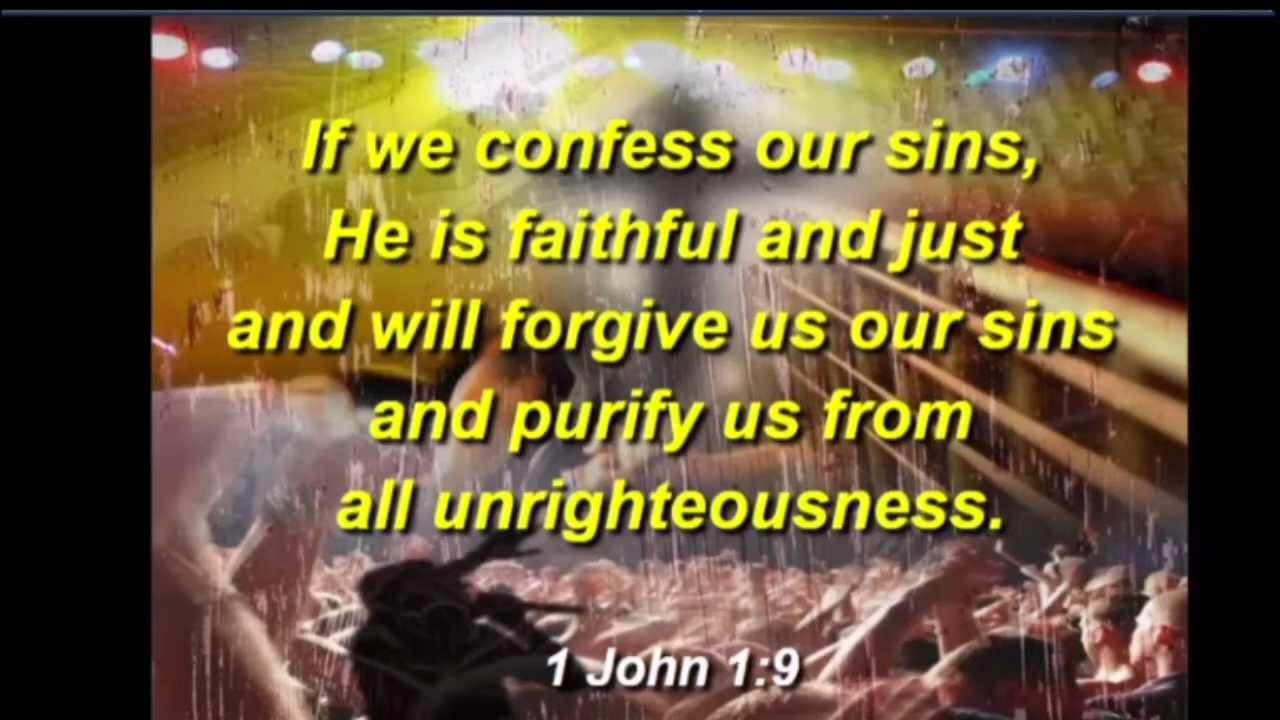 If we confess our sins,
He is faithful and just
and will forgive us our sins
and purify us from
all unrighteousness.
1 John 1:9